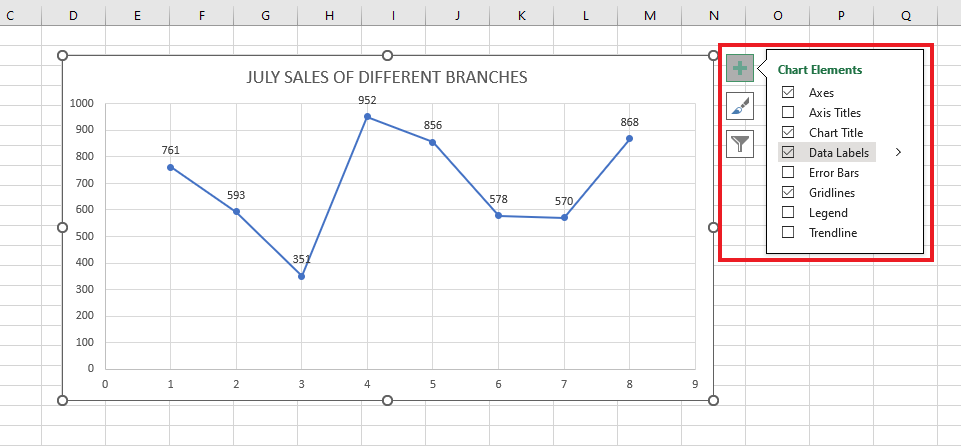 C D E F G H I J K L M N O P Q
JULY SALES OF DIFFERENT BRANCHES
1000
900
800
700
600
500
400
300
200
100
0
761
593
351
952
856
578
570
868
0 1 2 3 4 5 6 7 8 9
Chart Elements
Axes
Axis Titles
Chart Title
Data Labels
Error Bars
Gridlines
Legend
Trendline